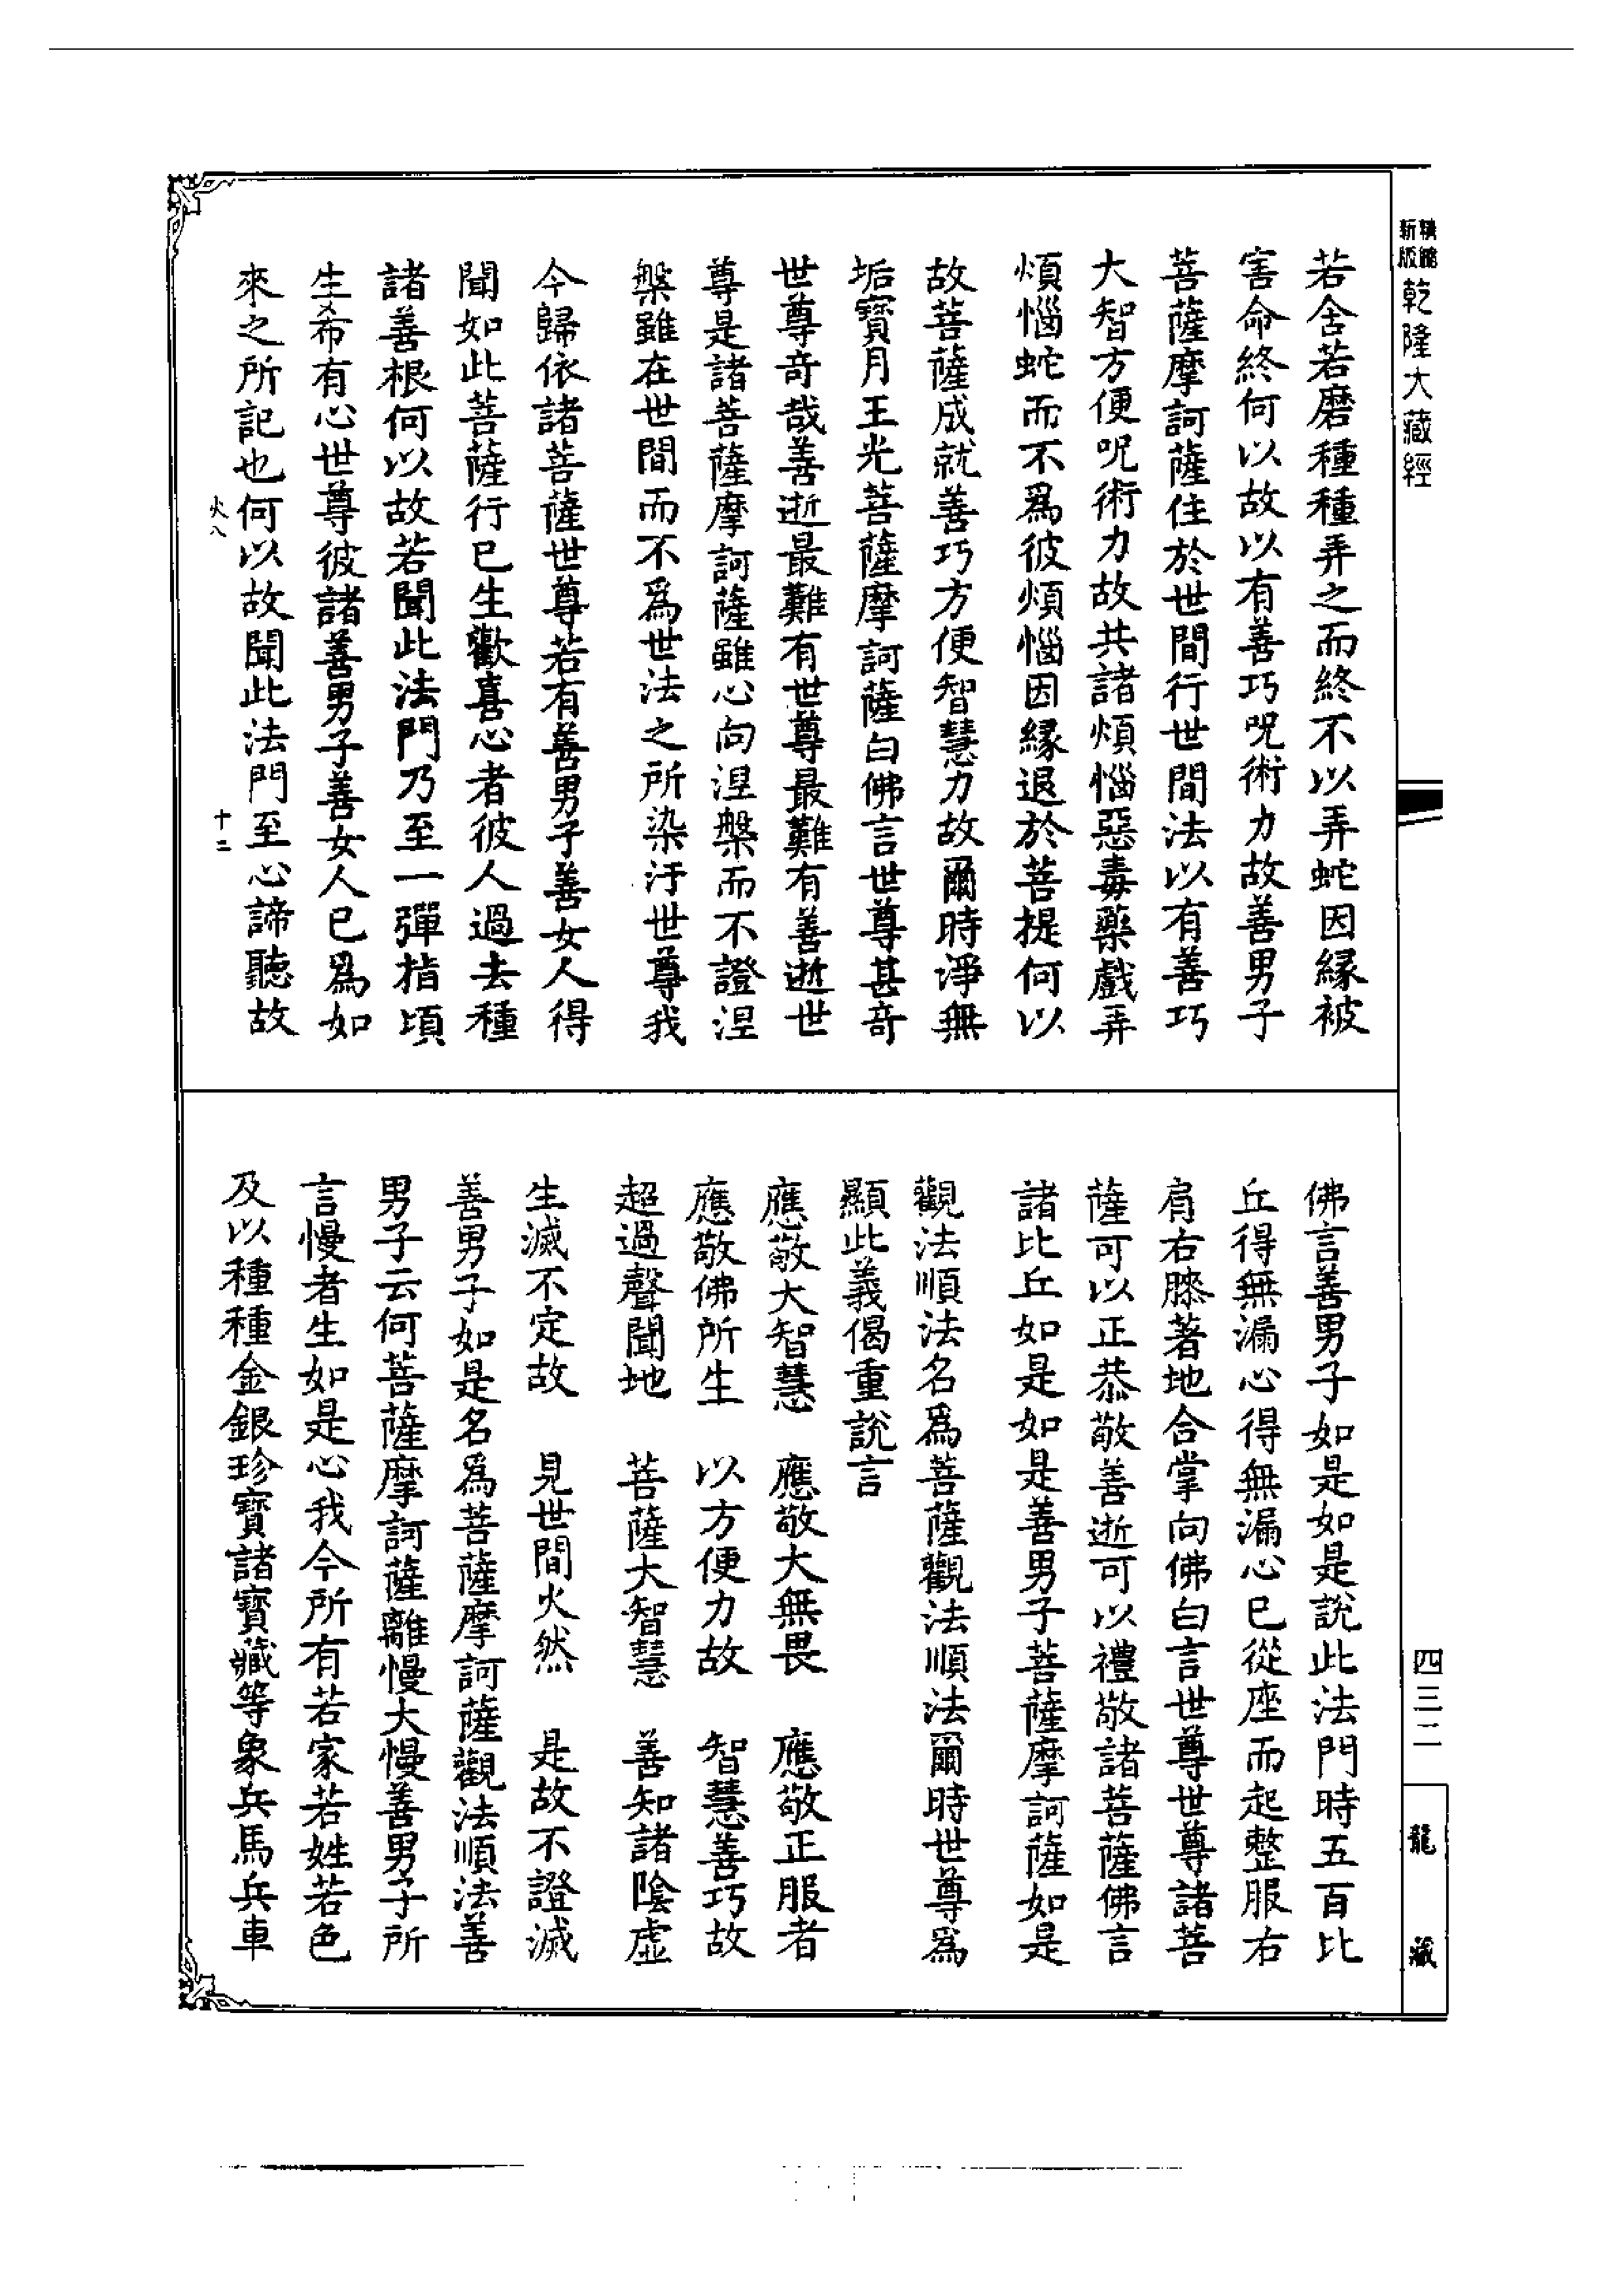 新版精縮乾隆大藏經
若舍若磨種種弄之而終不以弄蛇因緣被
害命終何以故以有善巧呪術力故善男子
菩薩摩訶薩住於世間行世間法以有善巧
大智方便呪術力故共諸煩惱惡毒藥戲弄
煩惱蛇而不爲彼煩惱因緣退於菩提何以
故菩薩成就善巧方便智慧力故爾時淨無
垢寶月王光菩薩摩訶薩白佛言世尊甚奇
世尊奇哉善逝最難有世尊最難有善逝世
尊是諸菩薩摩訶薩雖心向涅槃而不證涅
槃雖在世間而不爲世法之所染汙世尊我
今歸依諸菩薩世尊若有善男子善女人得
聞如此菩薩行已生歡喜心者彼人過去種
諸善根何以故若聞此法門乃至一彈指頃
生希有心世尊彼諸善男子善女人已爲如
來之所記也何以故聞此法門至心諦聽故
火八
十二
佛言善男子如是如是說此法門時五百比
丘得無漏心得無漏心已從座而起整服右
肩右膝著地合掌向佛白言世尊世尊諸菩
薩可以正恭敬善逝可以禮敬諸菩薩佛言
諸比丘如是如是善男子菩薩摩訶薩如是
觀法順法名爲菩薩觀法順法爾時世尊爲
顯此義偈重說言
應敬大智慧　應敬大無畏　應敬正服者
應敬佛所生　以方便力故　智慧善巧故
超過聲聞地　菩薩大智慧　善知諸陰虛
生滅不定故　見世間火然　是故不證滅
善男子如是名爲菩薩摩訶薩觀法順法善
男子云何菩薩摩訶薩離慢大慢善男子所
言慢者生如是心我今所有若家若姓若色
及以種種金銀珍寶諸寶藏等象兵馬兵車
四三二
龍藏